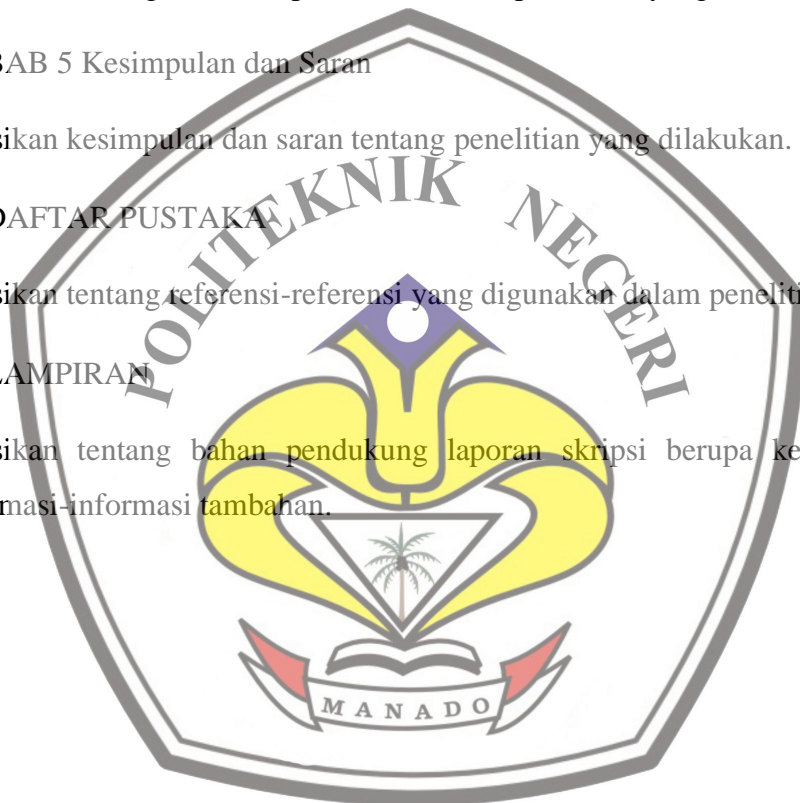 BAB 5 Kesimpulan dan Saran
sikan kesimpulan dan saran tentang penelitian yang dilakukan.
DAFTAR PUSTAKA
sikan tentang referensi-referensi yang digunakan dalam peneliti
LAMPIRAN
sikan tentang bahan pendukung laporan skripsi berupa ke
masi-informasi tambahan.
POLITEKNIK NEGERI
MANADO